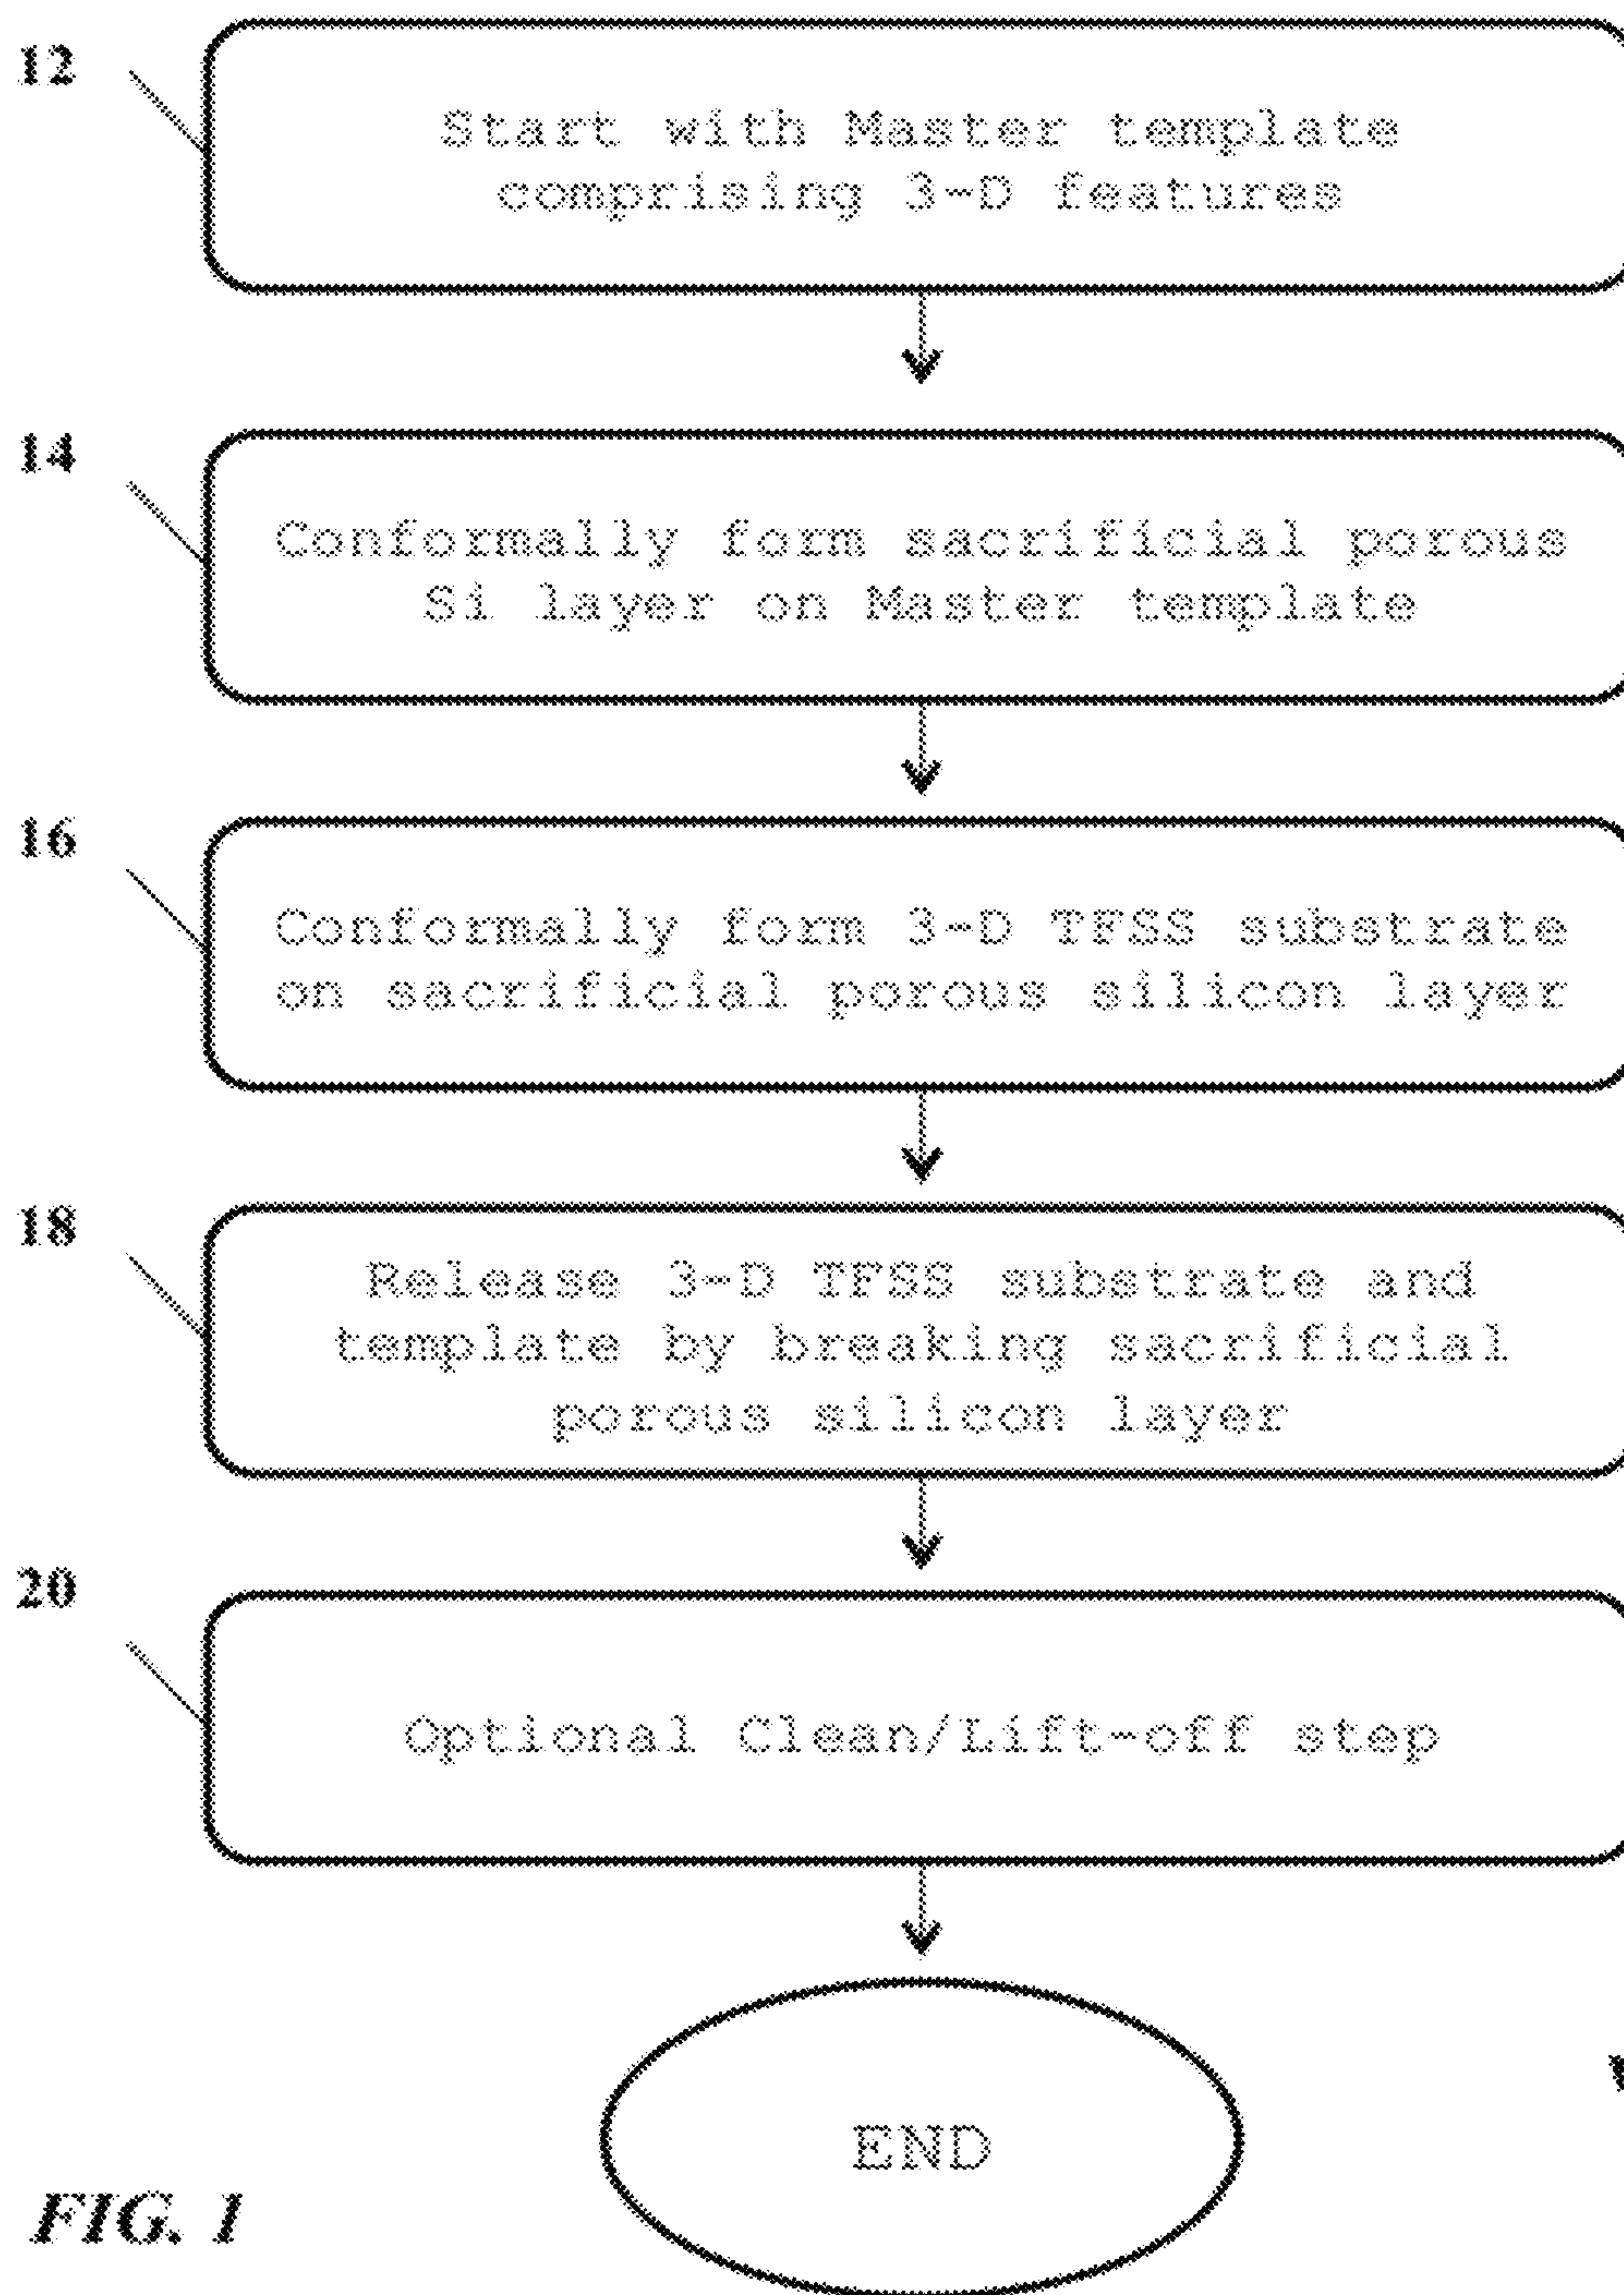 12
Start with Master template
comprising 3-D features
14
Conformally form sacrificial porous
Si layer on Master template
16
Conformally form 3-D TFSS substrate
on sacrificial porous silicon layer
18
Release 3-D TFSS substrate and
template by breaking sacrificial
porous silicon layer
20
Optional Clean/Lift-off step
END
FIG. 1